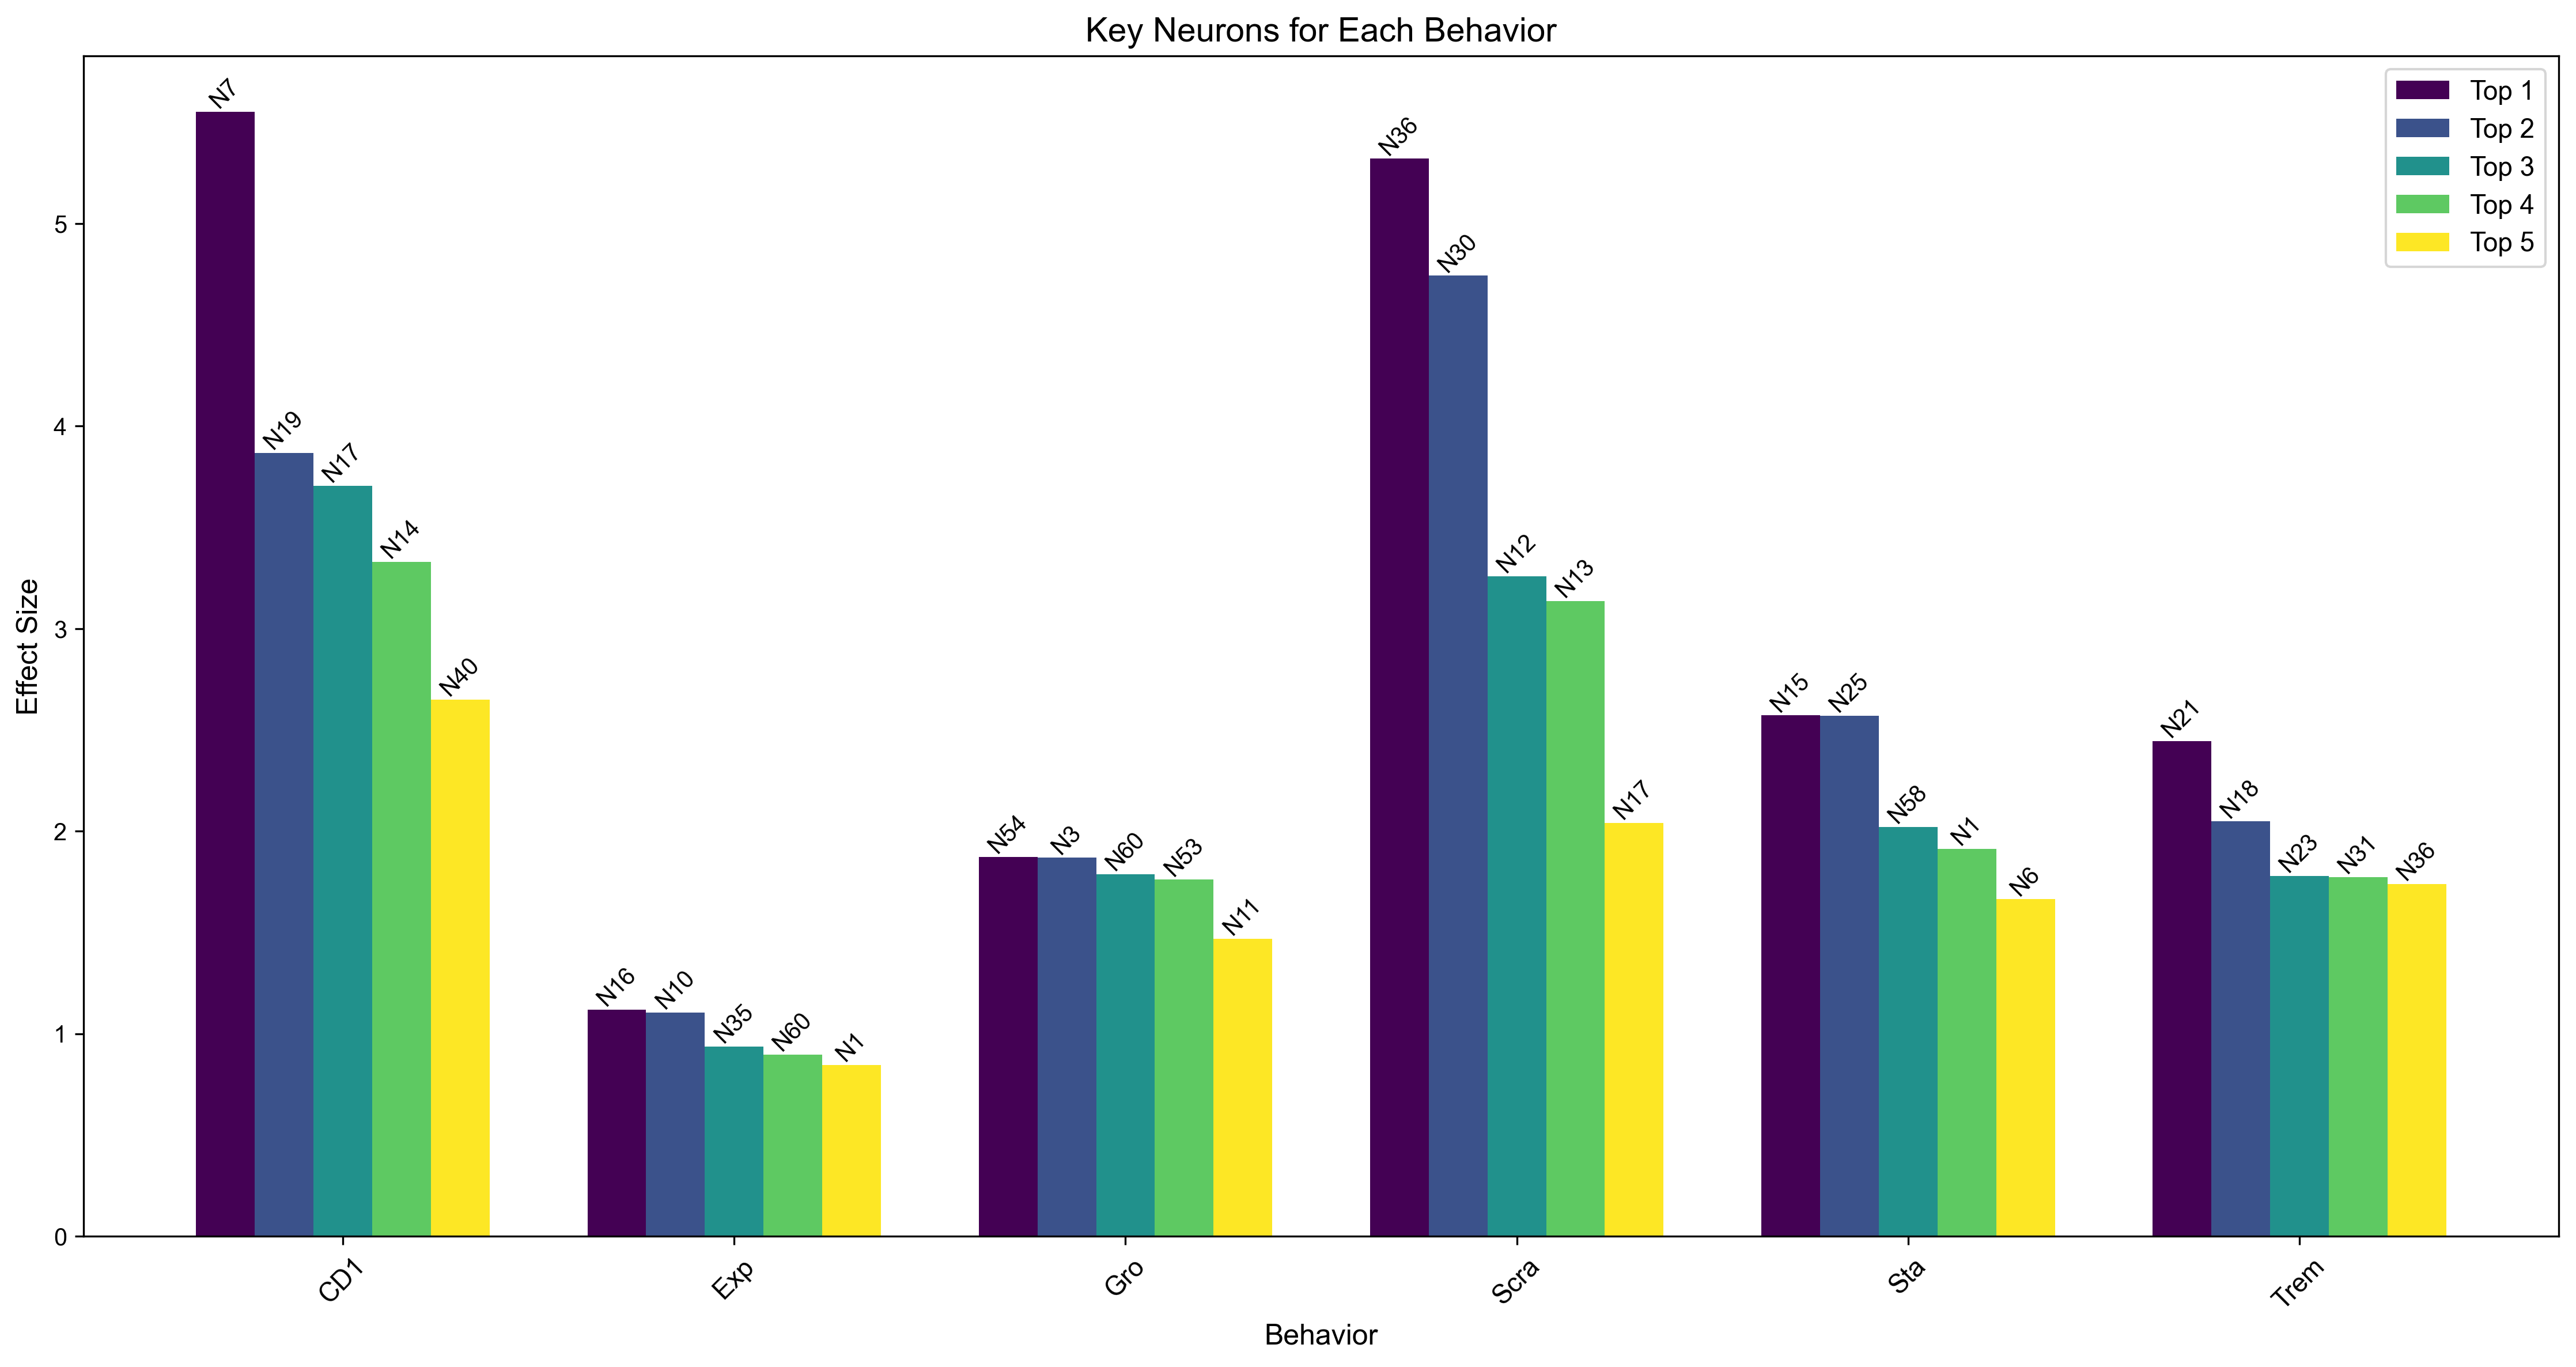 Key Neurons for Each Behavior
Top 1
Top 2
Top 3
Top 4
Top 5
Effect Size
5
4
3
2
1
0
N7
N19
N17
N14
N40
N16
N10
N35
N60
N1
N54
N3
N60
N53
N11
N36
N30
N12
N13
N17
N15
N25
N58
N1
N6
N21
N18
N23
N31
N36
CD1
Exp
Gro
Scra
Sta
Trem
Behavior